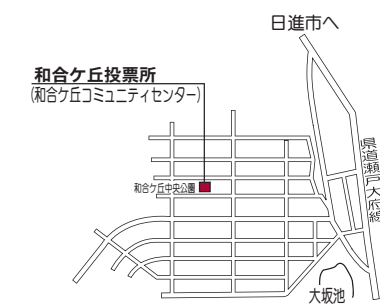 日進市へ
和合ケ丘投票所
(和合ケ丘コミュニティセンター)
和合ケ丘中央公園
県道瀬戸大府線
大坂池